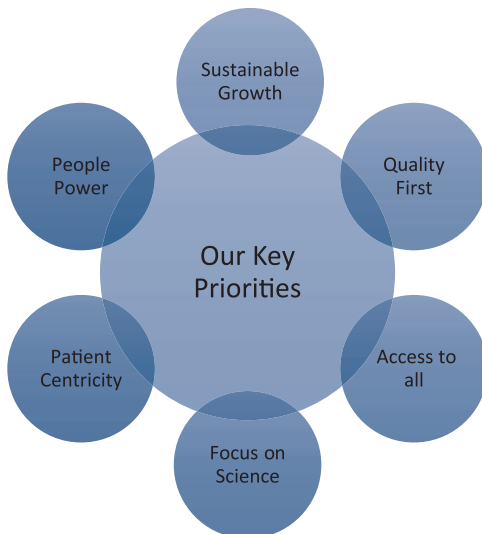 Sustainable
Growth
People
Power
Quality
First
Our Key
Priorities
Patient
Centricity
Access to
all
Focus on
Science